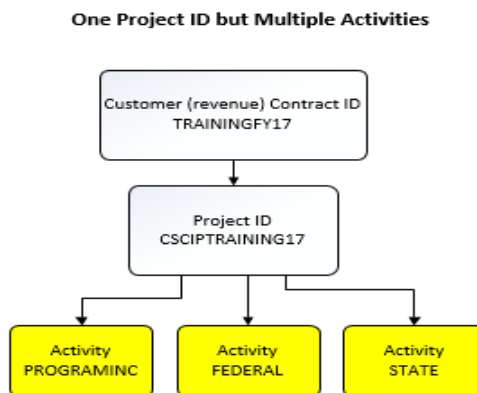 One Project ID but Multiple Activities
Customer (revenue) Contract ID
TRAININGFY17
Project ID
CSCIPTRAINING17
Activity
PROGRAMINC
Activity
FEDERAL
Activity
STATE